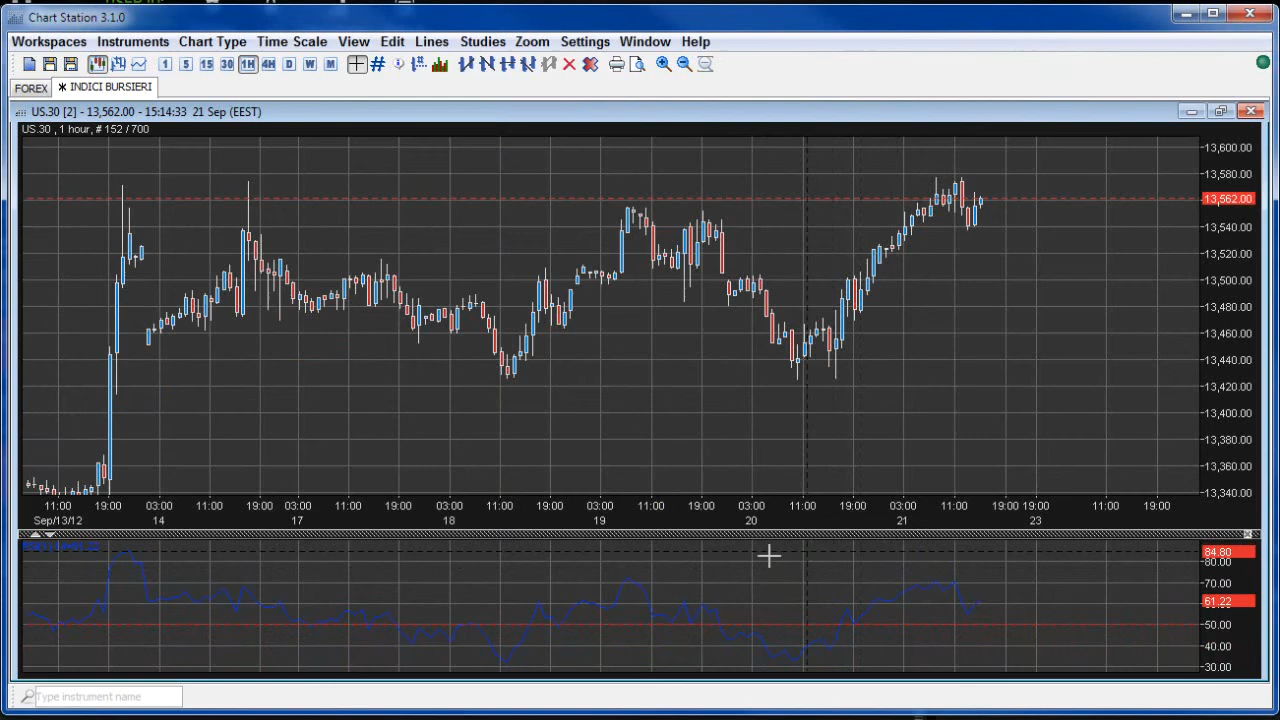 Chart Station 3.1.0
Workspaces Instruments Chart Type Time Scale View Edit Lines Studies Zoom Settings Window Help
1 5 15 30 1H 4H D W M
FOREX * INDICI BURSIERI
US.30 [2] - 13,562.00 - 15:14:33 21 Sep (EEST)
US.30 , 1 hour, # 152 / 700
13,600.00
13,580.00
13,562.00
13,540.00
13,520.00
13,500.00
13,480.00
13,460.00
13,440.00
13,420.00
13,400.00
13,380.00
13,360.00
13,340.00
11:00 19:00 03:00 11:00 19:00 03:00 11:00 19:00 03:00 11:00 19:00 03:00 11:00 19:00 03:00 11:00 19:00 03:00 11:00 19:00 19:00 11:00 19:00
Sep/13/12 14 17 18 19 20 21 23
84.80
80.00
70.00
61.22
50.00
40.00
30.00
Type instrument name